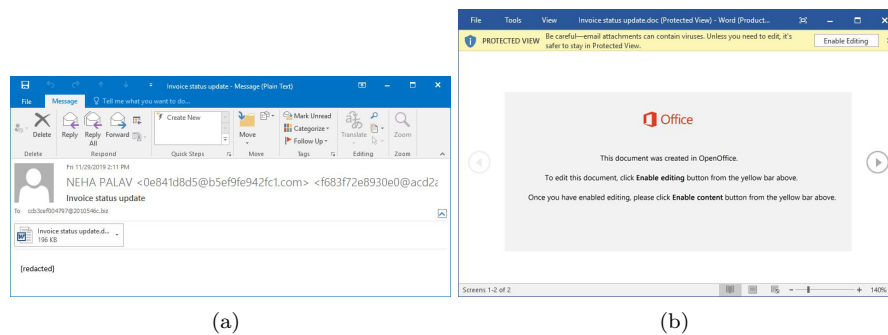 Invoice status update - Message (Plain Text)
File Message Tell me what you want to do...
Delete Reply Reply All Forward
Create New
Move
Mark Unread
Categorize
Follow Up
Translate
Zoom
Delete Respond Quick Steps Move Tags Editing Zoom
Fri 11/29/2019 2:11 PM
NEHA PALAV <0e841d8d5@b5ef9fe942fc1.com> <f683f72e8930e0@acd2a
Invoice status update
To ccb3cef004797@2010546c.biz
Invoice status update.d...
196 KB
[redacted]
(a)
File Tools View Invoice status update.doc (Protected View) - Word (Product...
PROTECTED VIEW Be careful—email attachments can contain viruses. Unless you need to edit, it's
safer to stay in Protected View.
Enable Editing
Office
This document was created in OpenOffice.
To edit this document, click Enable editing button from the yellow bar above.
Once you have enabled editing, please click Enable content button from the yellow bar above.
Screens 1-2 of 2 140%
(b)